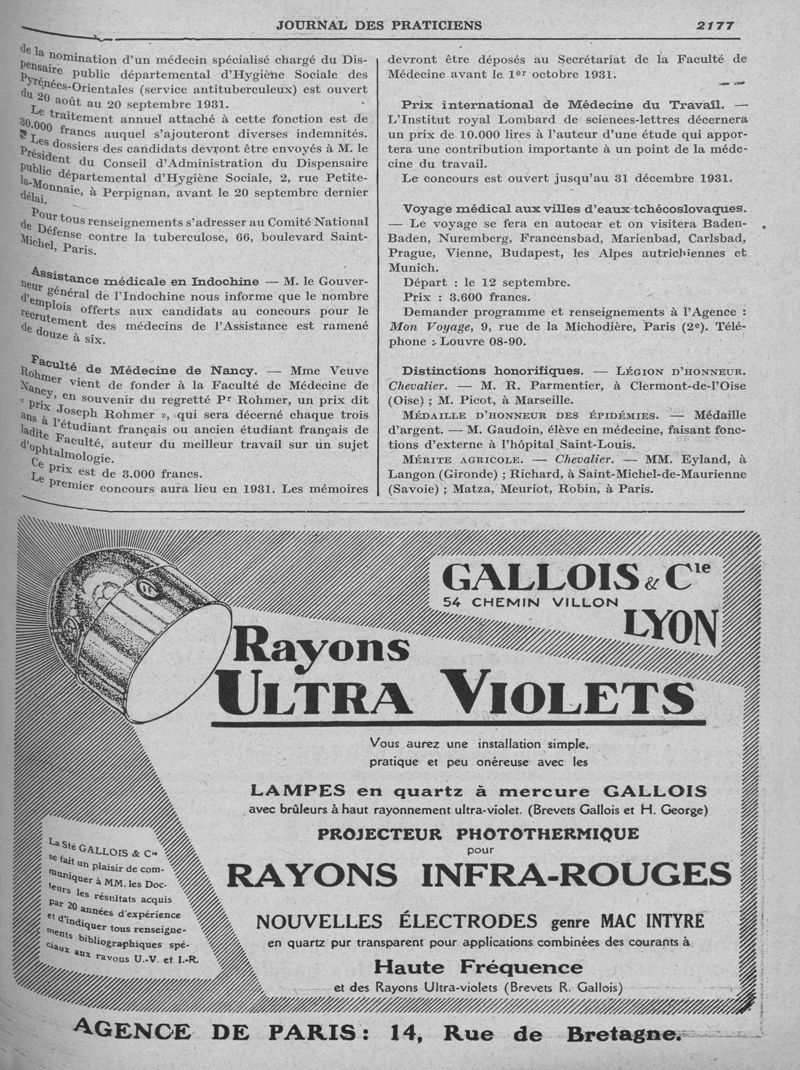 JOURNAL DES PRATICIENS
2177
de la nomination d'un médecin spécialisé chargé du Dis-
pensaire public départemental d'Hygiène Sociale des
Pyrénées-Orientales (service antituberculeux) est ouvert
du 20 août au 20 septembre 1931.
Le traitement annuel attaché à cette fonction est de
30.000 francs auquel s'ajouteront diverses indemnités.
Les dossiers des candidats devront être envoyés à M. le
Président du Conseil d'Administration du Dispensaire
public départemental d'Hygiène Sociale, 2, rue Petite-
la-Monnaie, à Perpignan, avant le 20 septembre dernier
délai.
Pour tous renseignements s'adresser au Comité National
de Défense contre la tuberculose, 66, boulevard Saint-
Michel, Paris.
Assistance médicale en Indochine — M. le Gouver-
neur général de l'Indochine nous informe que le nombre
d'emplois offerts aux candidats au concours pour le
recrutement des médecins de l'Assistance est ramené
de douze à six.
Faculté de Médecine de Nancy. — Mme Veuve
Rohmer vient de fonder à la Faculté de Médecine de
Nancy, en souvenir du regretté Pr Rohmer, un prix dit
« prix Joseph Rohmer », qui sera décerné chaque trois
ans à l'étudiant français ou ancien étudiant français de
ladite Faculté, auteur du meilleur travail sur un sujet
d'ophtalmologie.
Ce prix est de 3.000 francs.
Le premier concours aura lieu en 1931. Les mémoires
devront être déposés au Secrétariat de la Faculté de
Médecine avant le 1er octobre 1931.
Prix international de Médecine du Travail. —
L'Institut royal Lombard de sciences-lettres décernera
un prix de 10.000 lires à l'auteur d'une étude qui appor-
tera une contribution importante à un point de la méde-
cine du travail.
Le concours est ouvert jusqu'au 31 décembre 1931.
Voyage médical aux villes d'eaux tchécoslovaques.
— Le voyage se fera en autocar et on visitera Baden-
Baden, Nuremberg, Francensbad, Marienbad, Carlsbad,
Prague, Vienne, Budapest, les Alpes autrichiennes et
Munich.
Départ : le 12 septembre.
Prix : 3.600 francs.
Demander programme et renseignements à l'Agence :
Mon Voyage, 9, rue de la Michodière, Paris (2e). Télé-
phone : Louvre 08-90.
Distinctions honorifiques. — LÉGION D'HONNEUR.
Chevalier. — M. R. Parmentier, à Clermont-de-l'Oise
(Oise) ; M. Picot, à Marseille.
MÉDAILLE D'HONNEUR DES ÉPIDÉMIES. — Médaille
d'argent. — M. Gaudoin, élève en médecine, faisant fonc-
tions d'externe à l'hôpital Saint-Louis.
MÉRITE AGRICOLE. — Chevalier. — MM. Eyland, à
Langon (Gironde) ; Richard, à Saint-Michel-de-Maurienne
(Savoie) ; Matza, Meuriot, Robin, à Paris.
GALLOIS & Cie
54 CHEMIN VILLON
LYON
Rayons
ULTRA VIOLETS
Vous aurez une installation simple,
pratique et peu onéreuse avec les
LAMPES en quartz à mercure GALLOIS
avec brûleurs à haut rayonnement ultra-violet. (Brevets Gallois et H. George)
PROJECTEUR PHOTOTHERMIQUE
pour
RAYONS INFRA-ROUGES
NOUVELLES ÉLECTRODES genre MAC INTYRE
en quartz pur transparent pour applications combinées des courants à
Haute Fréquence
et des Rayons Ultra-violets (Brevets R. Gallois)
La Sté GALLOIS & Cie
se fait un plaisir de com-
muniquer à MM. les Doc-
teurs les résultats acquis
par 20 années d'expérience
et d'indiquer tous renseigne-
ments bibliographiques spé-
ciaux aux rayons U.-V. et I.-R.
AGENCE DE PARIS : 14, Rue de Bretagne.